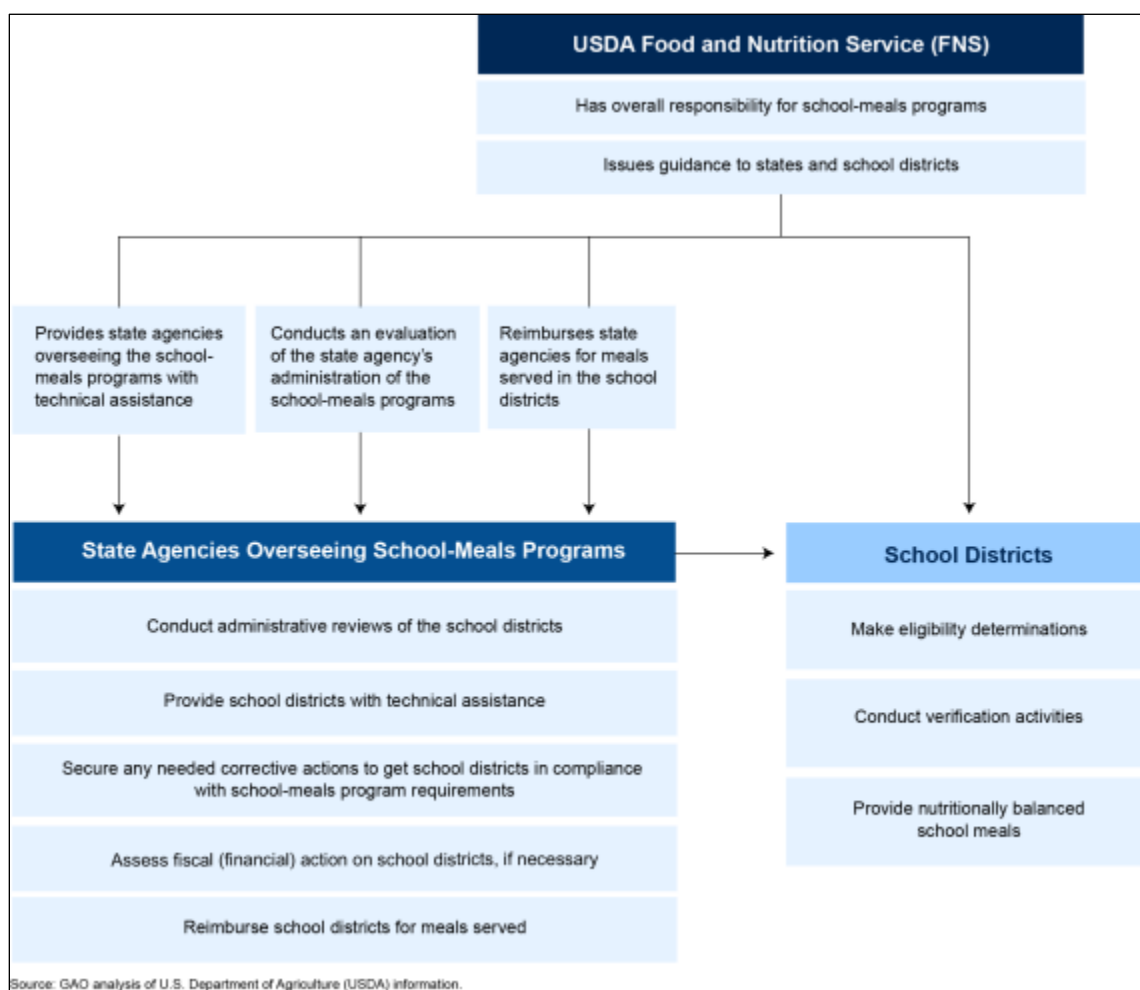 USDA Food and Nutrition Service (FNS)
Has overall responsibility for school-meals programs
Issues guidance to states and school districts
Provides state agencies
overseeing the school-
meals programs with
technical assistance
Conducts an evaluation
of the state agency's
administration of the
school-meals programs
Reimburses state
agencies for meals
served in the school
districts
State Agencies Overseeing School-Meals Programs
Conduct administrative reviews of the school districts
Provide school districts with technical assistance
Secure any needed corrective actions to get school districts in compliance
with school-meals program requirements
Assess fiscal (financial) action on school districts, if necessary
Reimburse school districts for meals served
School Districts
Make eligibility determinations
Conduct verification activities
Provide nutritionally balanced
school meals
Source: GAO analysis of U.S. Department of Agriculture (USDA) information.